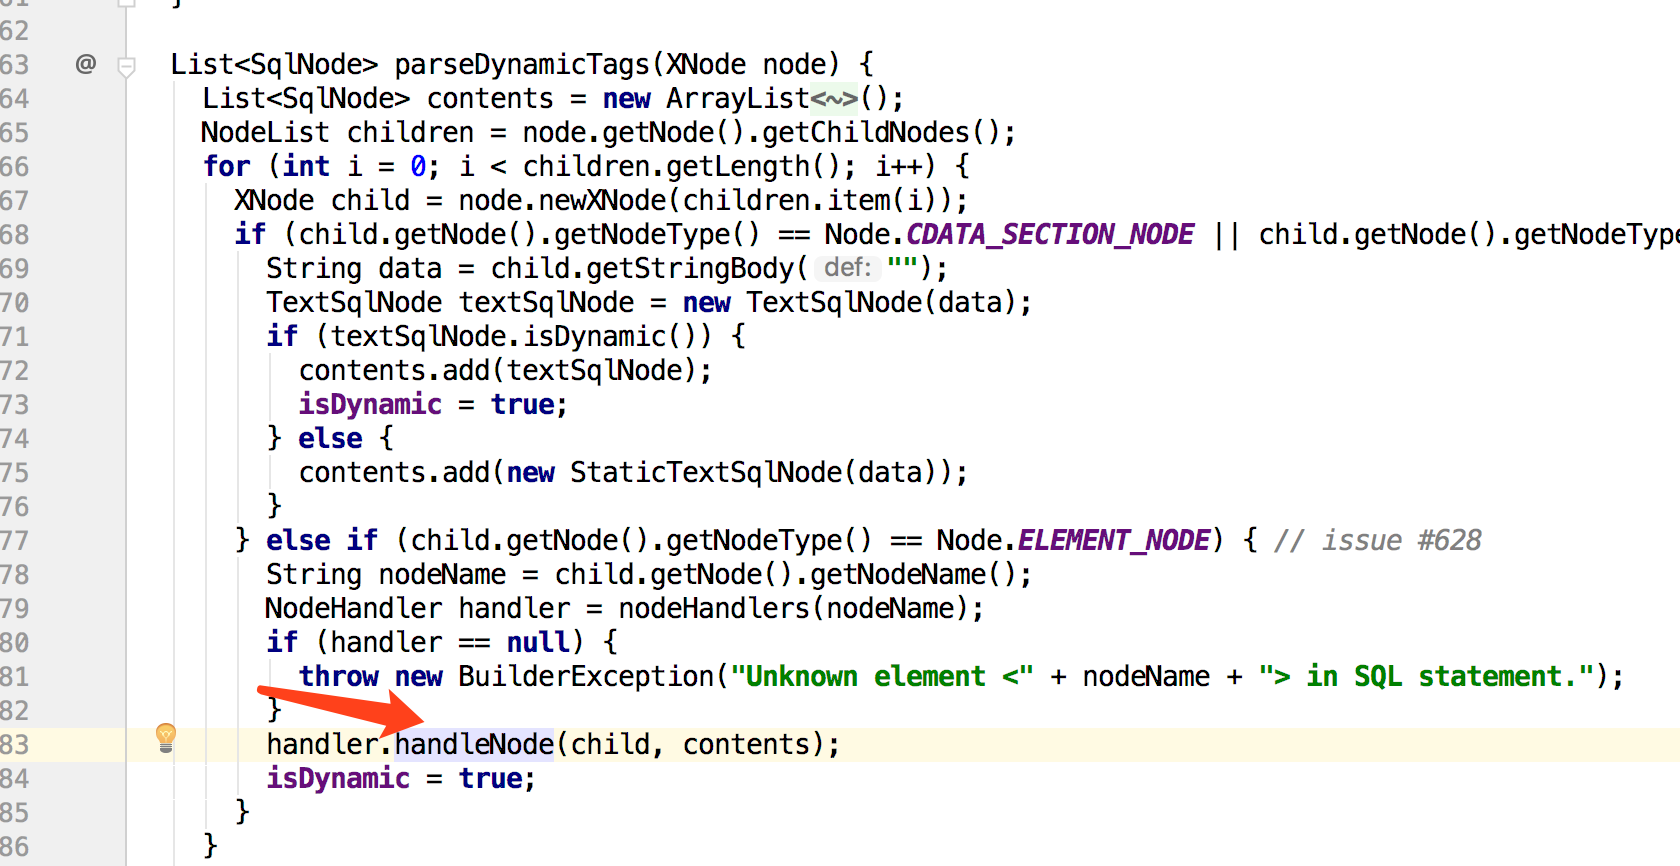 61 }
62
63 @ List<SqlNode> parseDynamicTags(XNode node) {
64 List<SqlNode> contents = new ArrayList<~>();
65 NodeList children = node.getNode().getChildNodes();
66 for (int i = 0; i < children.getLength(); i++) {
67 XNode child = node.newXNode(children.item(i));
68 if (child.getNode().getNodeType() == Node.CDATA_SECTION_NODE || child.getNode().getNodeType
69 String data = child.getStringBody( def: "");
70 TextSqlNode textSqlNode = new TextSqlNode(data);
71 if (textSqlNode.isDynamic()) {
72 contents.add(textSqlNode);
73 isDynamic = true;
74 } else {
75 contents.add(new StaticTextSqlNode(data));
76 }
77 } else if (child.getNode().getNodeType() == Node.ELEMENT_NODE) { // issue #628
78 String nodeName = child.getNode().getNodeName();
79 NodeHandler handler = nodeHandlers(nodeName);
80 if (handler == null) {
81 throw new BuilderException("Unknown element <" + nodeName + "> in SQL statement.");
82 }
83 handler.handleNode(child, contents);
84 isDynamic = true;
85 }
86 }